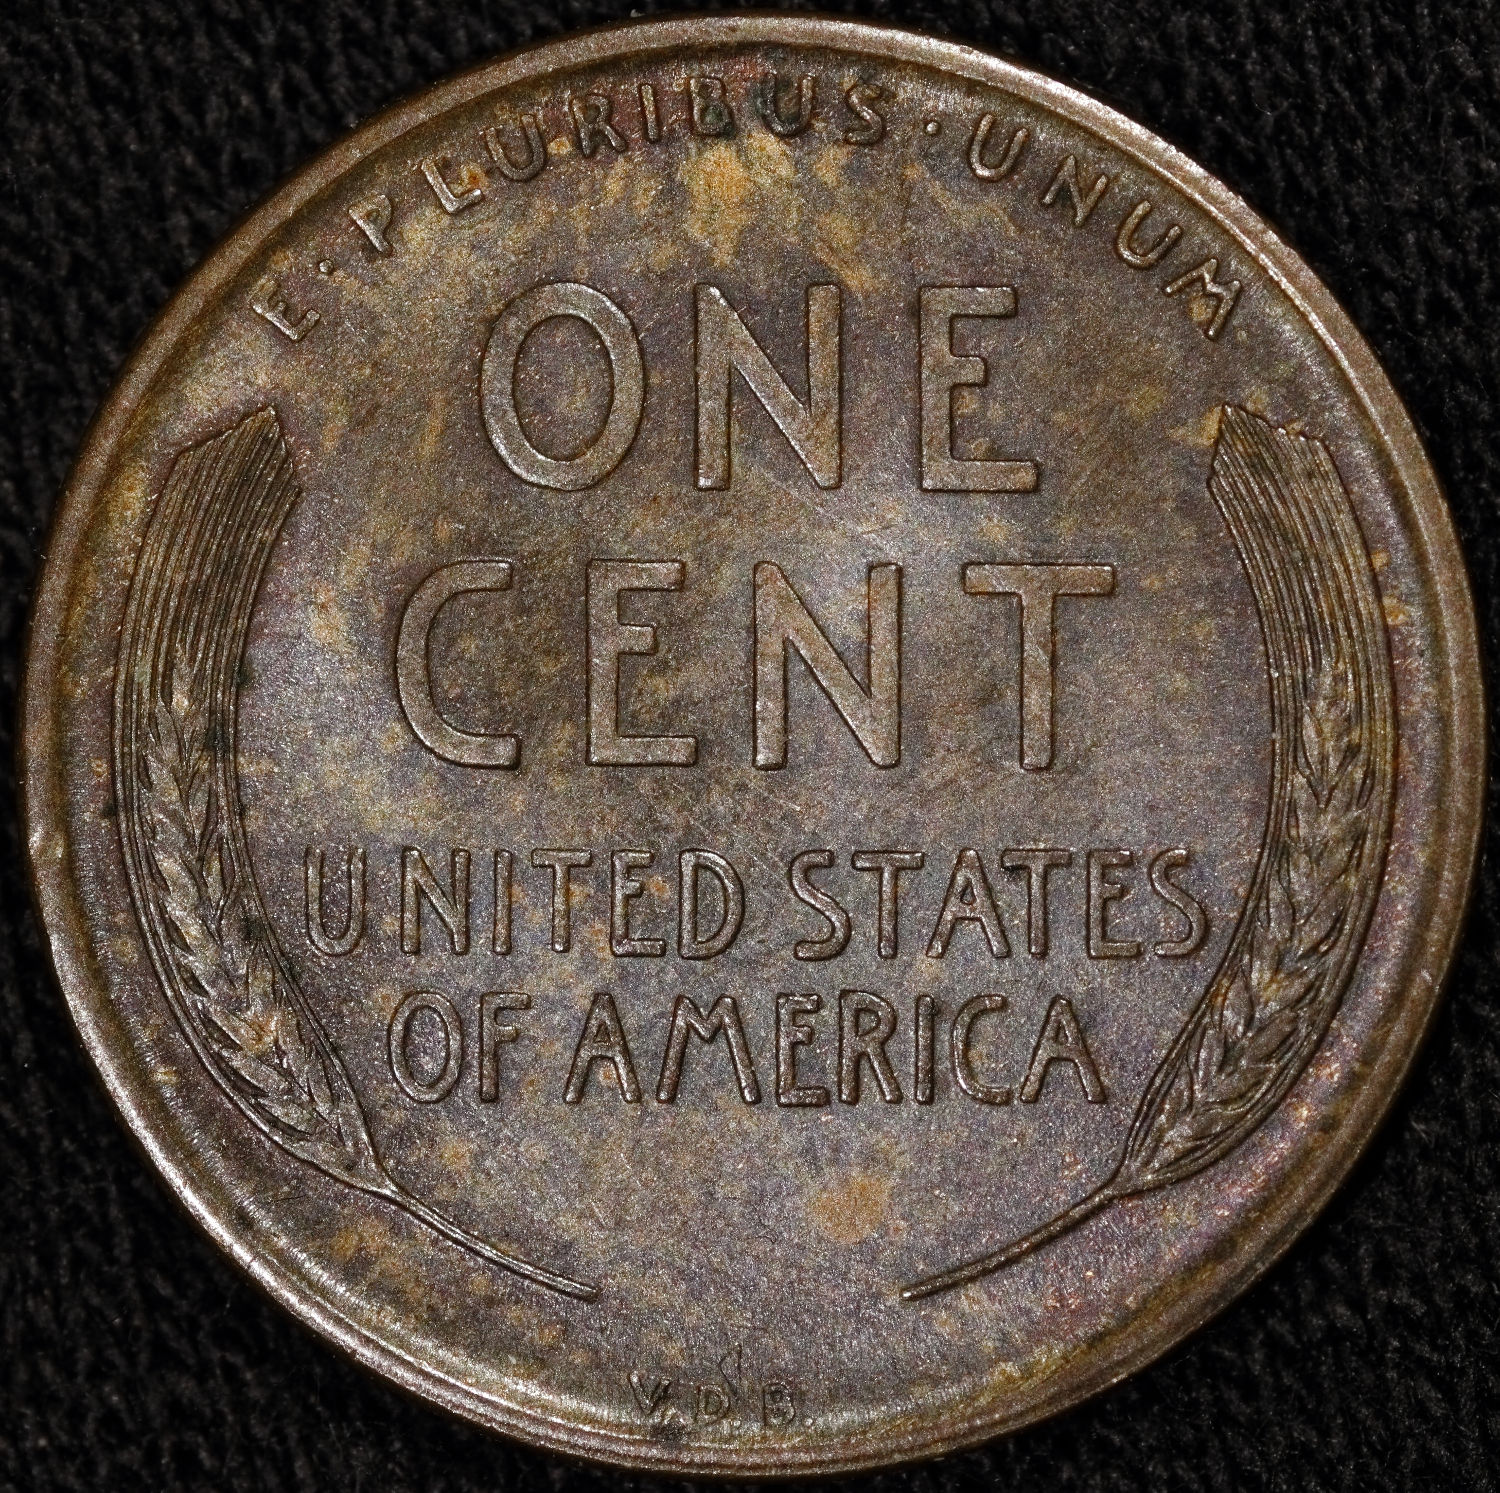 E · PLURIBUS · UNUM
ONE
CENT
UNITED STATES
OF AMERICA
V.D.B.